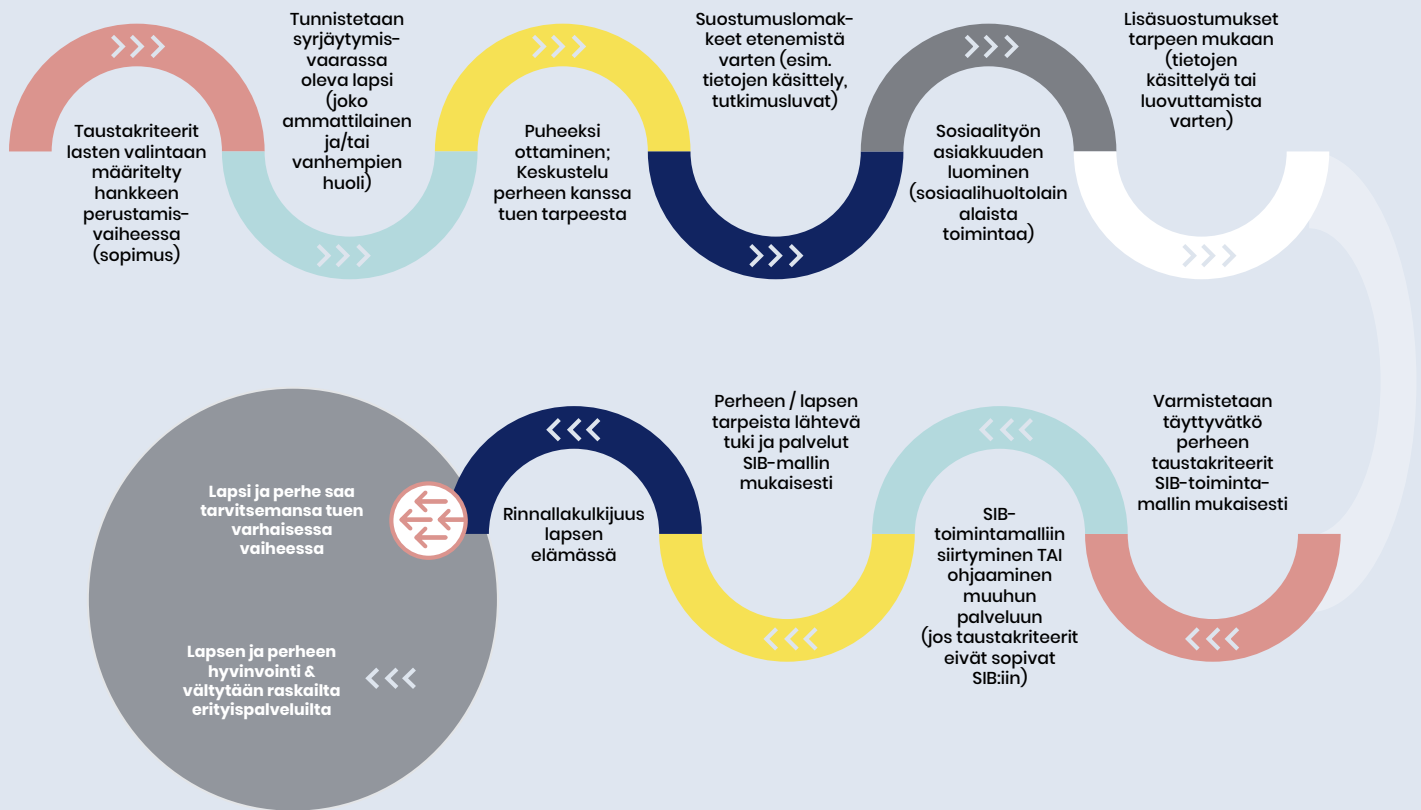 Taustakriteerit
lasten valintaan
määritelty
hankkeen
perustamis-
vaiheessa
(sopimus)
Tunnistetaan
syrjäytymis-
vaarassa
oleva lapsi
(joko
ammattilainen
ja/tai
vanhempien
huoli)
Puheeksi
ottaminen;
Keskustelu
perheen kanssa
tuen tarpeesta
Suostumuslomak-
keet etenemistä
varten (esim.
tietojen käsittely,
tutkimusluvat)
Sosiaalityön
asiakkuuden
luominen
(sosiaalihuoltolain
alaista
toimintaa)
Lisäsuostumukset
tarpeen mukaan
(tietojen
käsittelyä tai
luovuttamista
varten)
Varmistetaan
täyttyvätkö
perheen
taustakriteerit
SIB-toiminta-
mallin mukaisesti
SIB-
toimintamalliin
siirtyminen TAI
ohjaaminen
muuhun
palveluun
(jos taustakriteerit
eivät sopivat
SIB:iin)
Perheen / lapsen
tarpeista lähtevä
tuki ja palvelut
SIB-mallin
mukaisesti
Rinnallakulkijuus
lapsen
elämässä
Lapsi ja perhe saa
tarvitsemansa tuen
varhaisessa
vaiheessa
Lapsen ja perheen
hyvinvointi &
vältytään raskailta
erityispalveluilta